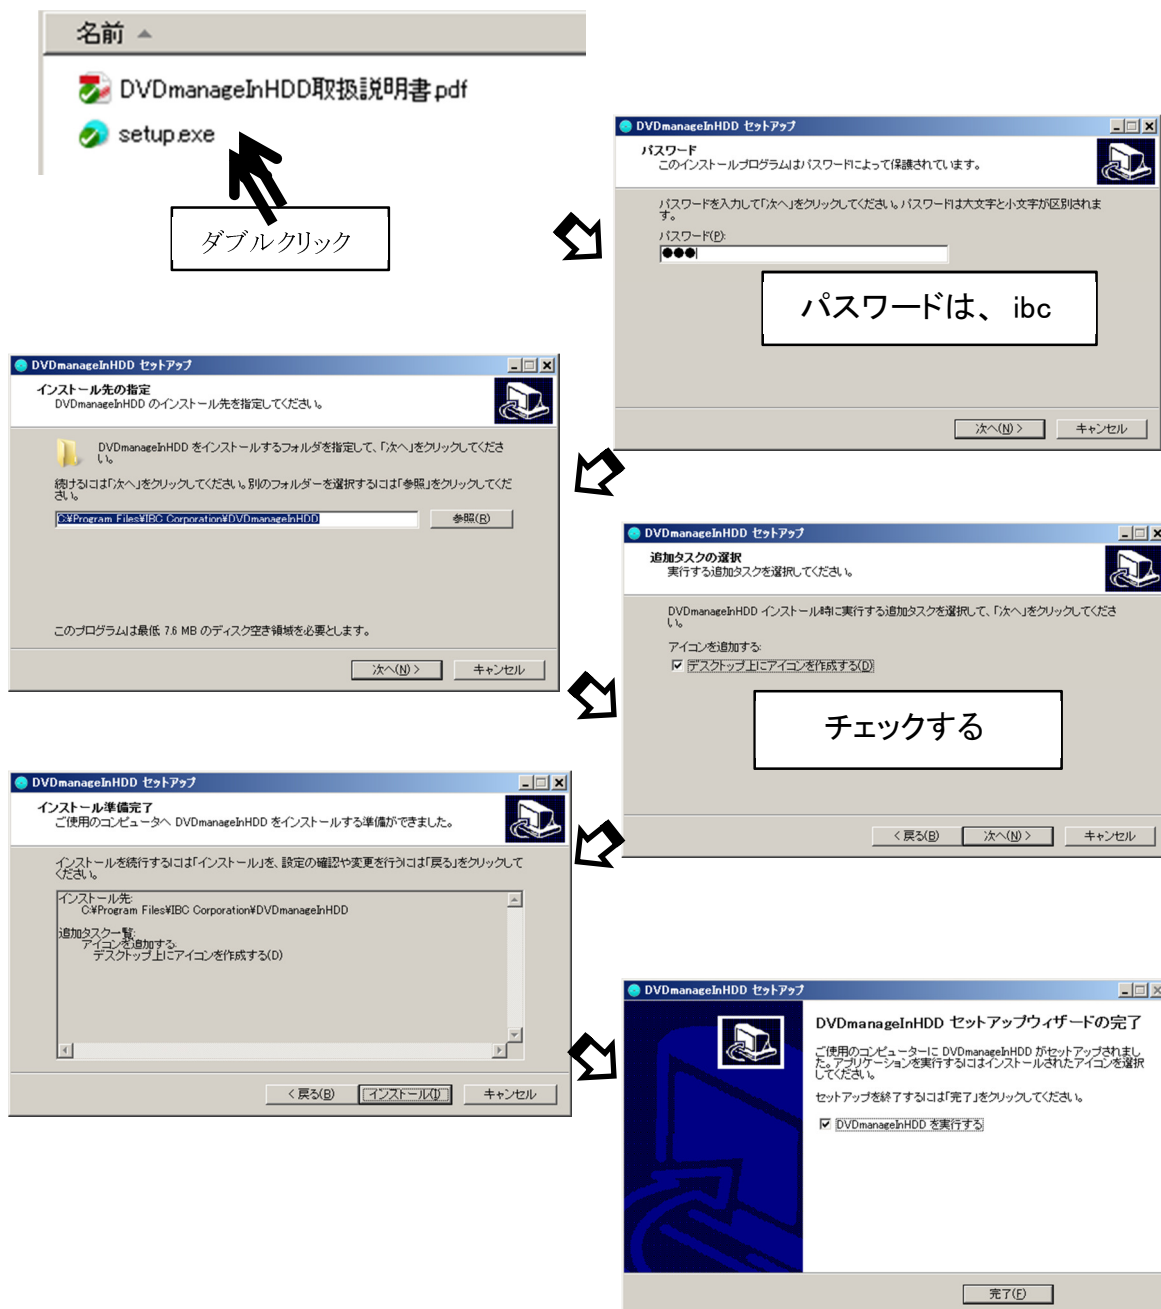 名前
DVDmanageInHDD取扱説明書.pdf
setup.exe
ダブルクリック
DVDmanageInHDD セットアップ
パスワード
このインストールプログラムはパスワードによって保護されています。
パスワードを入力して「次へ」をクリックしてください。パスワードは大文字と小文字が区別されま
す。
パスワード(P):
●●●
パスワードは、ibc
次へ(N) >
キャンセル
DVDmanageInHDD セットアップ
インストール先の指定
DVDmanageInHDD のインストール先を指定してください。
DVDmanageInHDD をインストールするフォルダを指定して、「次へ」をクリックしてくださ
い。
続けるには「次へ」をクリックしてください。別のフォルダーを選択するには「参照」をクリックしてくだ
さい。
C:¥Program Files¥IBC Corporation¥DVDmanageInHDD
参照(R)
このプログラムは最低 7.6 MB のディスク空き領域を必要とします。
次へ(N) >
キャンセル
DVDmanageInHDD セットアップ
追加タスクの選択
実行する追加タスクを選択してください。
DVDmanageInHDD インストール時に実行する追加タスクを選択して、「次へ」をクリックしてくださ
い。
アイコンを追加する:
デスクトップ上にアイコンを作成する(D)
チェックする
< 戻る(B)
次へ(N) >
キャンセル
DVDmanageInHDD セットアップ
インストール準備完了
ご使用のコンピュータへ DVDmanageInHDD をインストールする準備ができました。
インストールを続行するには「インストール」を、設定の確認や変更を行うには「戻る」をクリックして
ください。
インストール先:
C:¥Program Files¥IBC Corporation¥DVDmanageInHDD
追加タスク一覧:
アイコンを追加する:
デスクトップ上にアイコンを作成する(D)
< 戻る(B)
インストール(I)
キャンセル
DVDmanageInHDD セットアップ
DVDmanageInHDD セットアップウィザードの完了
ご使用のコンピューターに DVDmanageInHDD がセットアップされまし
た。アプリケーションを実行するにはインストールされたアイコンを選択
してください。
セットアップを終了するには「完了」をクリックしてください。
DVDmanageInHDD を実行する
完了(F)